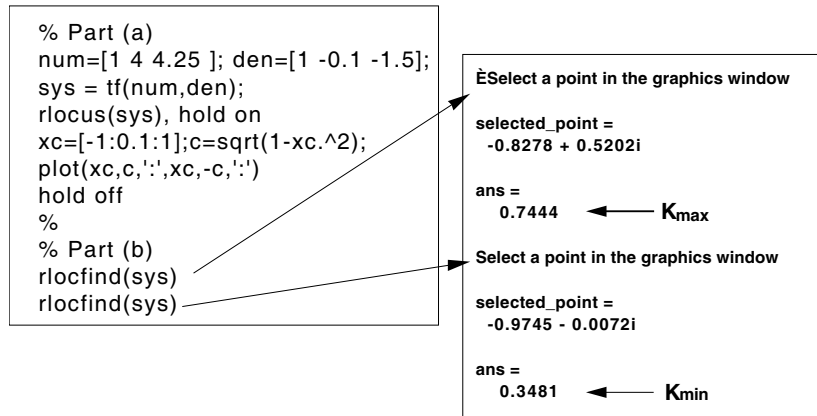 % Part (a)
num=[1 4 4.25 ]; den=[1 -0.1 -1.5];
sys = tf(num,den);
rlocus(sys), hold on
xc=[-1:0.1:1];c=sqrt(1-xc.^2);
plot(xc,c,':',xc,-c,':')
hold off
%
% Part (b)
rlocfind(sys)
rlocfind(sys)
ÈSelect a point in the graphics window
selected_point =
-0.8278 + 0.5202i
ans =
0.7444 Kmax
Select a point in the graphics window
selected_point =
-0.9745 - 0.0072i
ans =
0.3481 Kmin